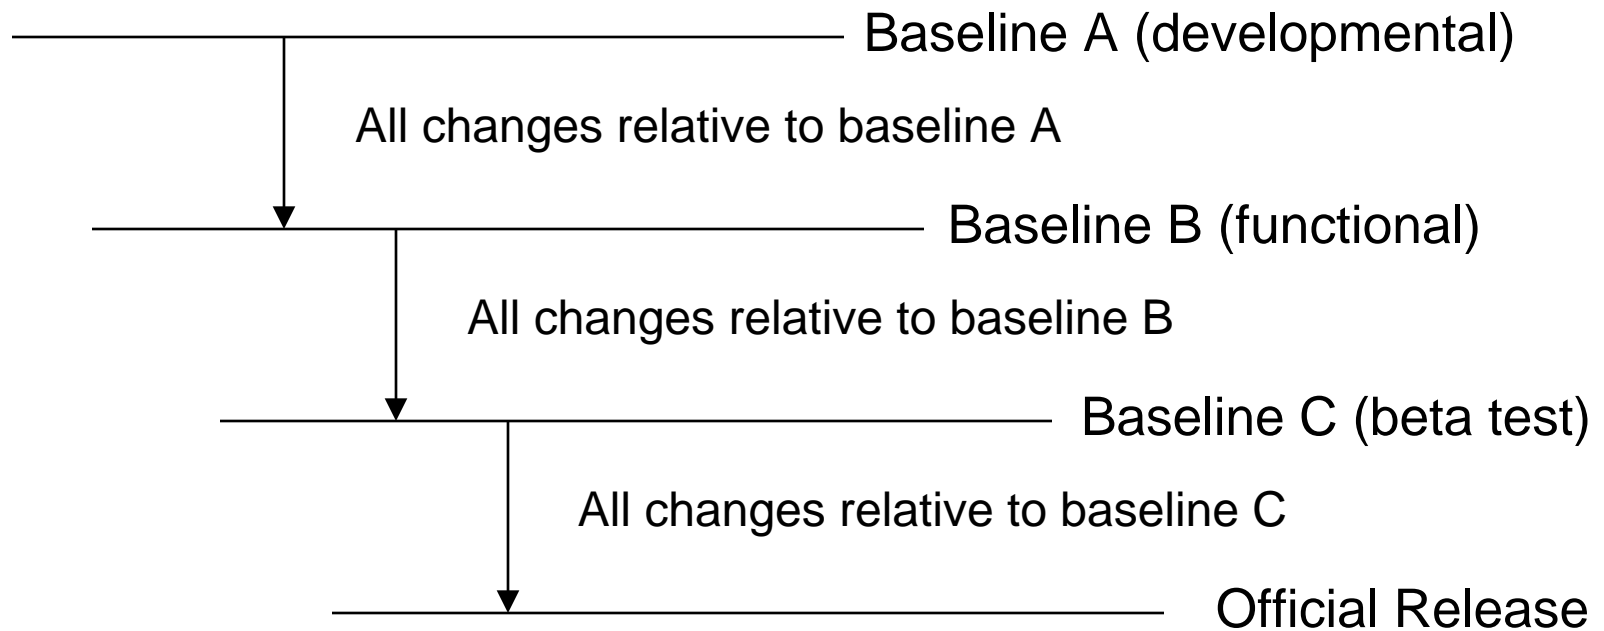 Baseline A (developmental)
All changes relative to baseline A
Baseline B (functional)
All changes relative to baseline B
Baseline C (beta test)
All changes relative to baseline C
Official Release